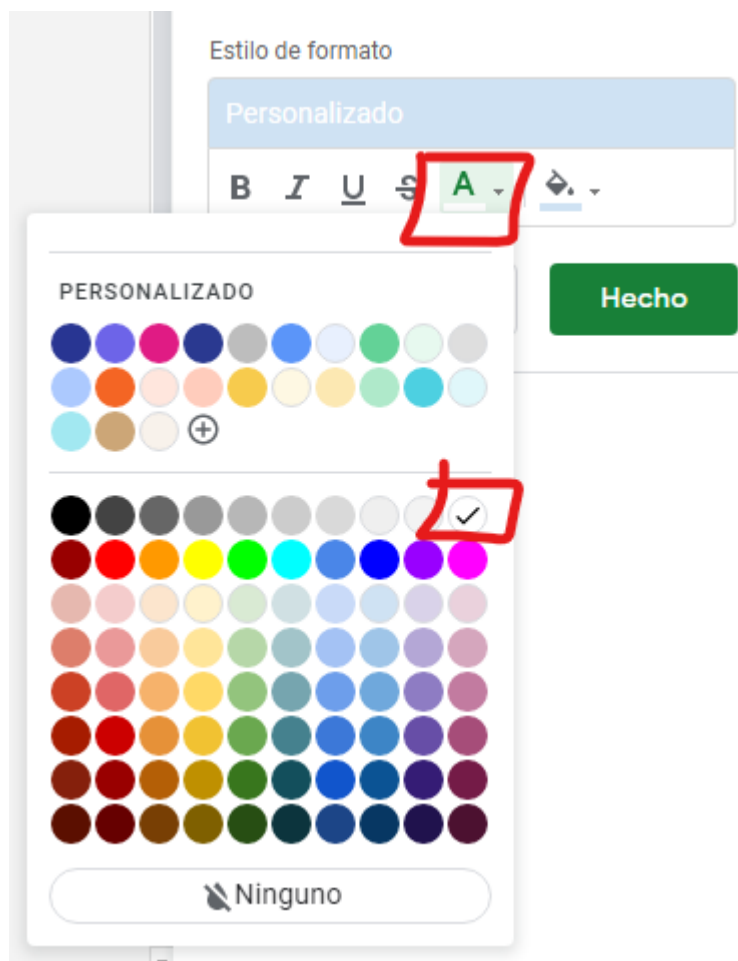 Estilo de formato
Personalizado
B I U S A
Hecho
PERSONALIZADO
Ninguno